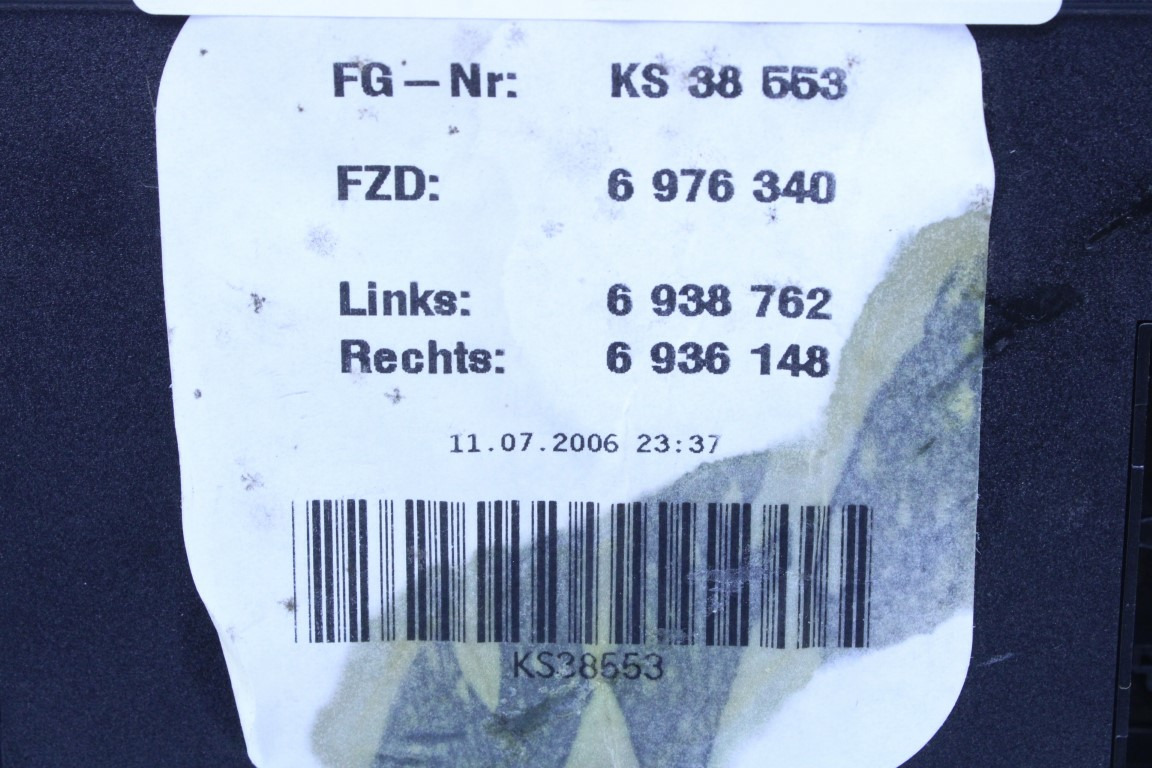 FG-Nr: KS 38 553
FZD: 6 976 340
Links: 6 938 762
Rechts: 6 936 148
11.07.2006 23:37
KS38553